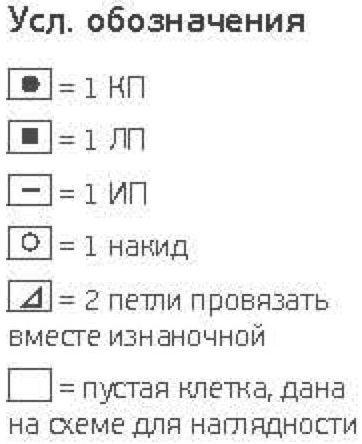 Усл. обозначения
= 1 КП
= 1 ЛП
= 1 ИП
= 1 накид
= 2 петли провязать
вместе изнаночной
= пустая клетка, дана
на схеме для наглядности